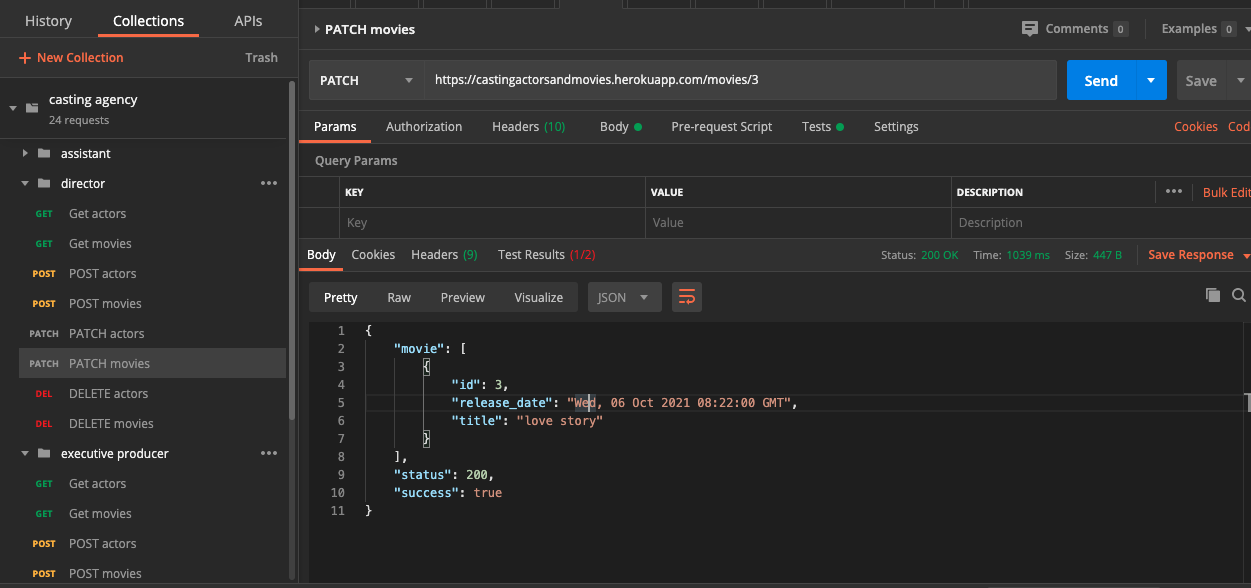 History Collections APIs
+ New Collection Trash
casting agency
24 requests
assistant
director •••
GET Get actors
GET Get movies
POST POST actors
POST POST movies
PATCH PATCH actors
PATCH PATCH movies
DEL DELETE actors
DEL DELETE movies
executive producer •••
GET Get actors
GET Get movies
POST POST actors
POST POST movies
PATCH movies Comments 0 Examples 0
PATCH https://castingactorsandmovies.herokuapp.com/movies/3 Send Save
Params Authorization Headers (10) Body Pre-request Script Tests Settings Cookies Cod
Query Params
KEY VALUE DESCRIPTION ••• Bulk Edit
Key Value Description
Body Cookies Headers (9) Test Results (1/2) Status: 200 OK Time: 1039 ms Size: 447 B Save Response
Pretty Raw Preview Visualize JSON
1 {
2 "movie": [
3 {
4 "id": 3,
5 "release_date": "Wed, 06 Oct 2021 08:22:00 GMT",
6 "title": "love story"
7 }
8 ],
9 "status": 200,
10 "success": true
11 }